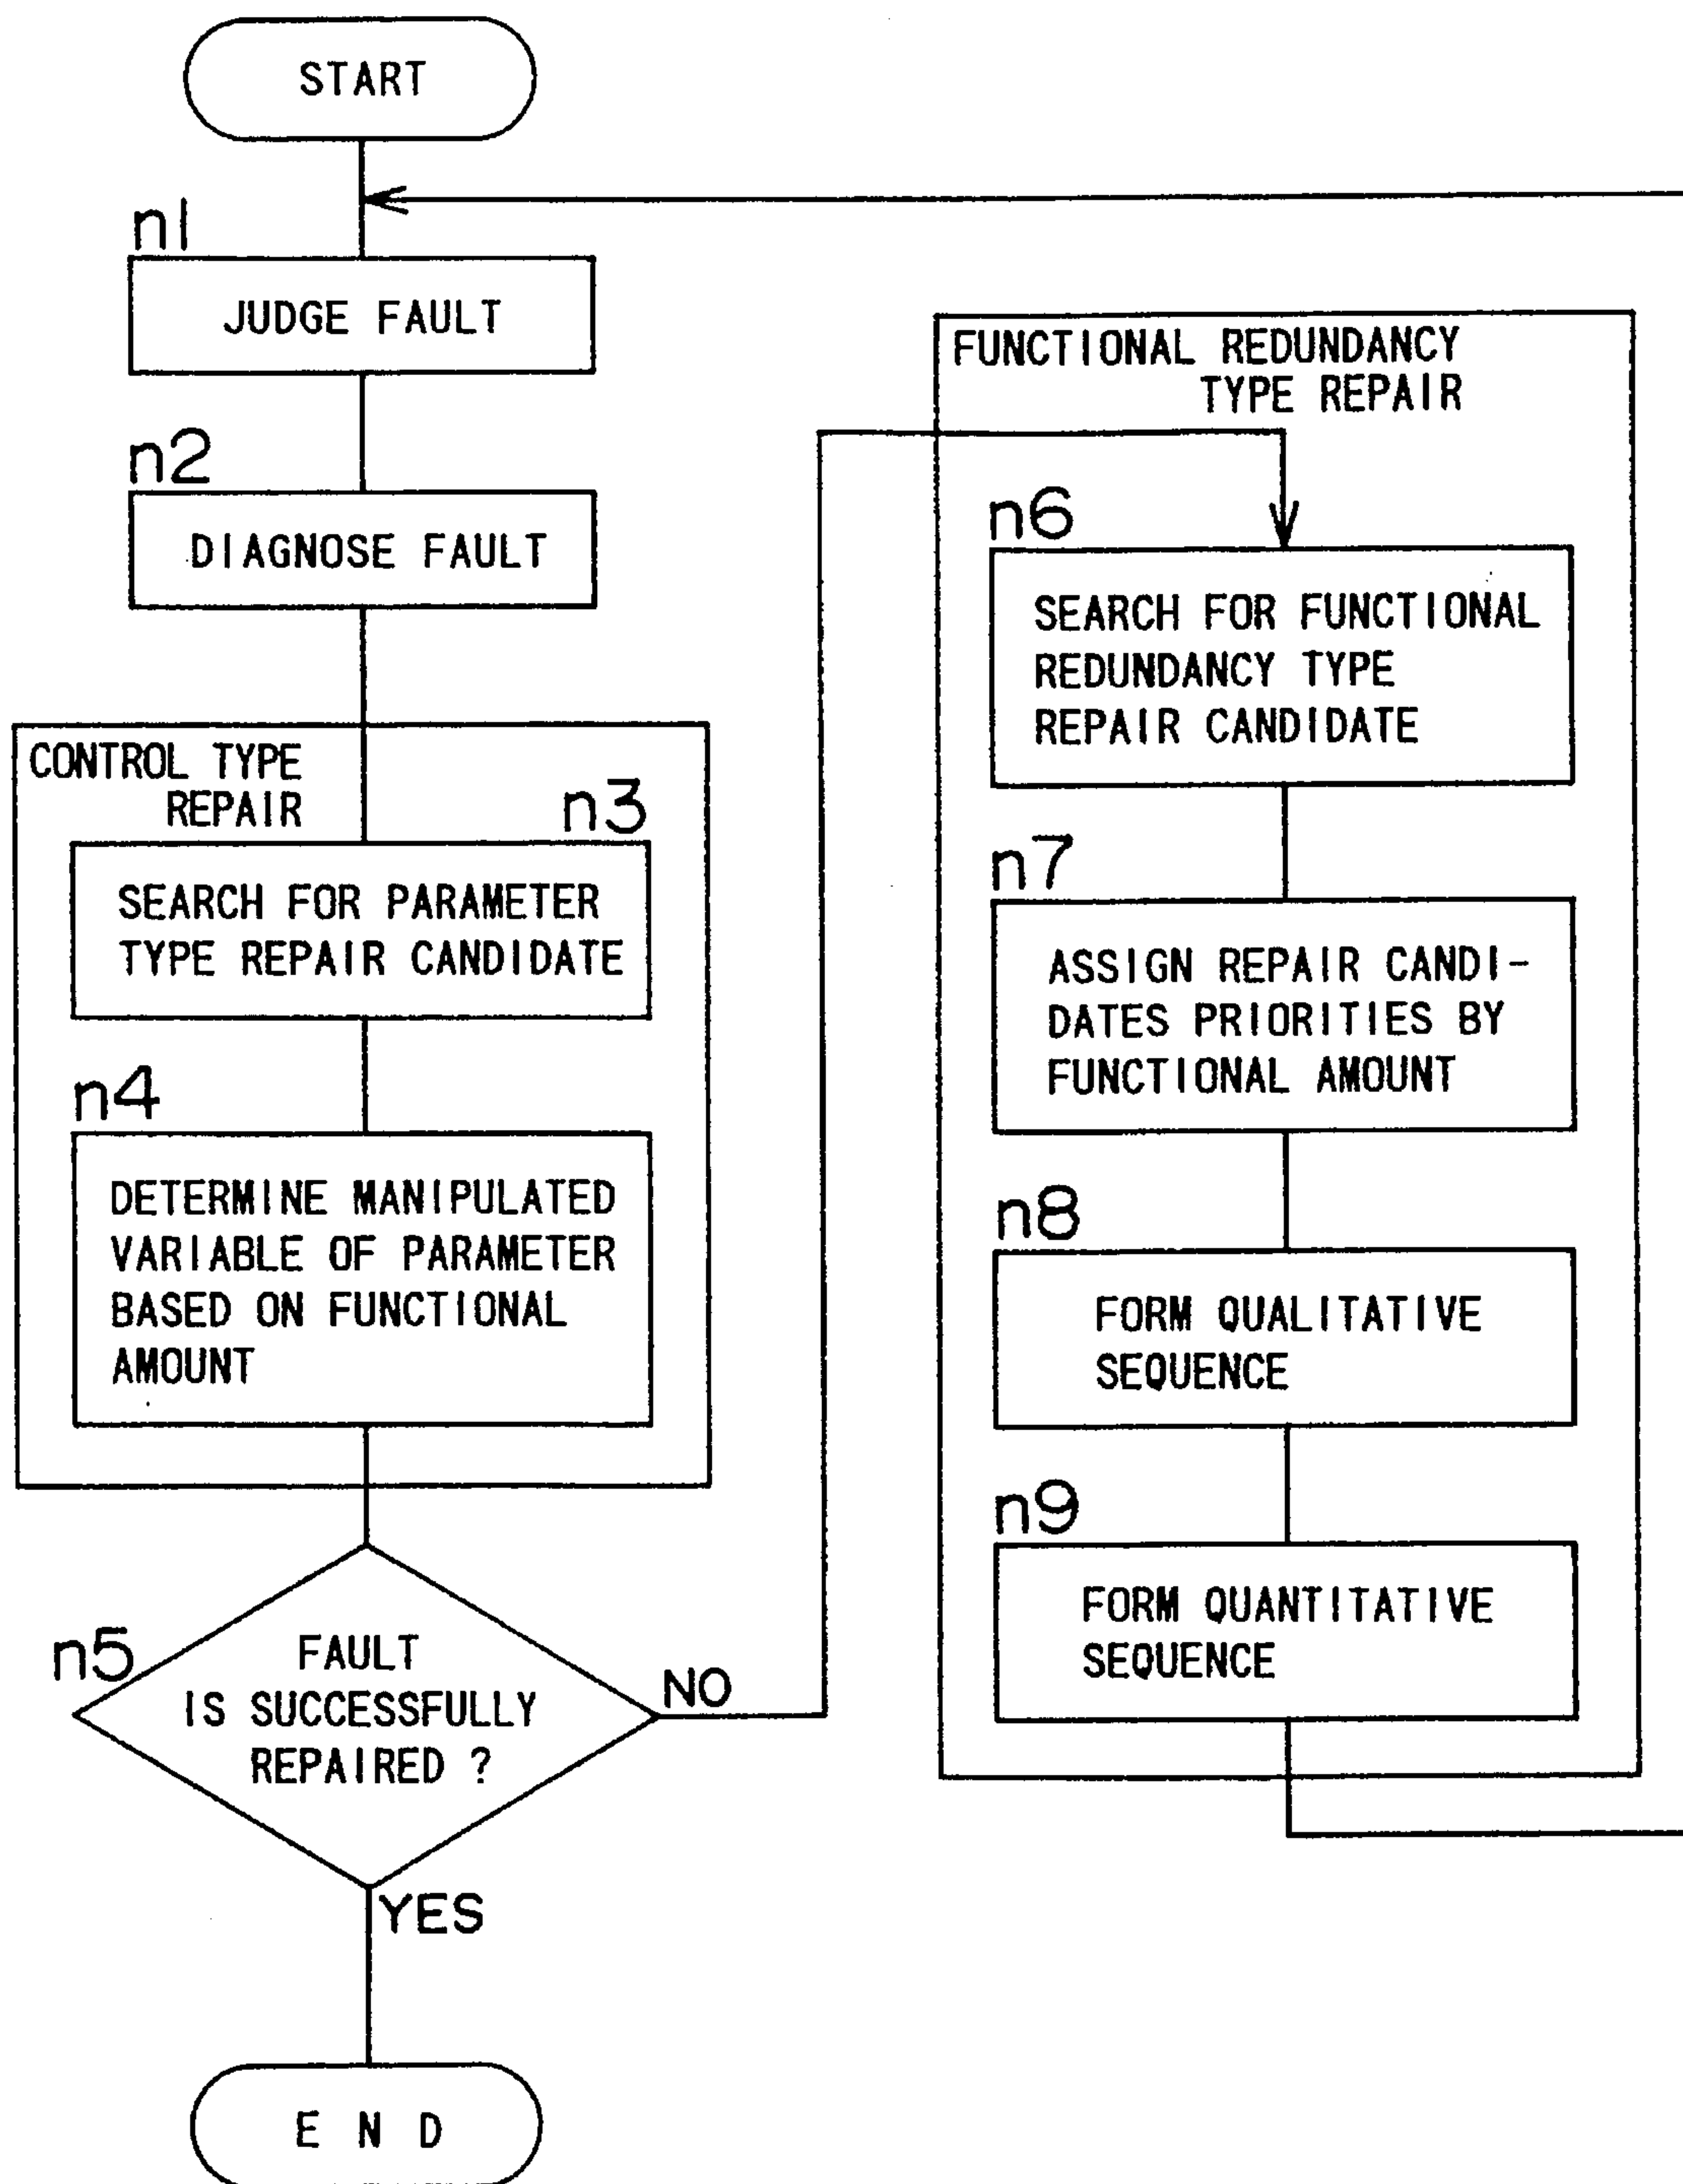 START
n1
JUDGE FAULT
n2
DIAGNOSE FAULT
CONTROL TYPE
REPAIR
n3
SEARCH FOR PARAMETER
TYPE REPAIR CANDIDATE
n4
DETERMINE MANIPULATED
VARIABLE OF PARAMETER
BASED ON FUNCTIONAL
AMOUNT
n5
FAULT
IS SUCCESSFULLY
REPAIRED ?
NO
YES
END
FUNCTIONAL REDUNDANCY
TYPE REPAIR
n6
SEARCH FOR FUNCTIONAL
REDUNDANCY TYPE
REPAIR CANDIDATE
n7
ASSIGN REPAIR CANDI-
DATES PRIORITIES BY
FUNCTIONAL AMOUNT
n8
FORM QUALITATIVE
SEQUENCE
n9
FORM QUANTITATIVE
SEQUENCE